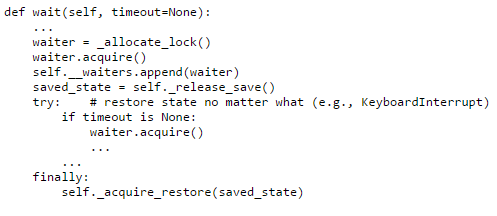 def wait(self, timeout=None):
    ...
    waiter = _allocate_lock()
    waiter.acquire()
    self.__waiters.append(waiter)
    saved_state = self._release_save()
    try:    # restore state no matter what (e.g., KeyboardInterrupt)
        if timeout is None:
            waiter.acquire()
            ...
        ...
    finally:
        self._acquire_restore(saved_state)